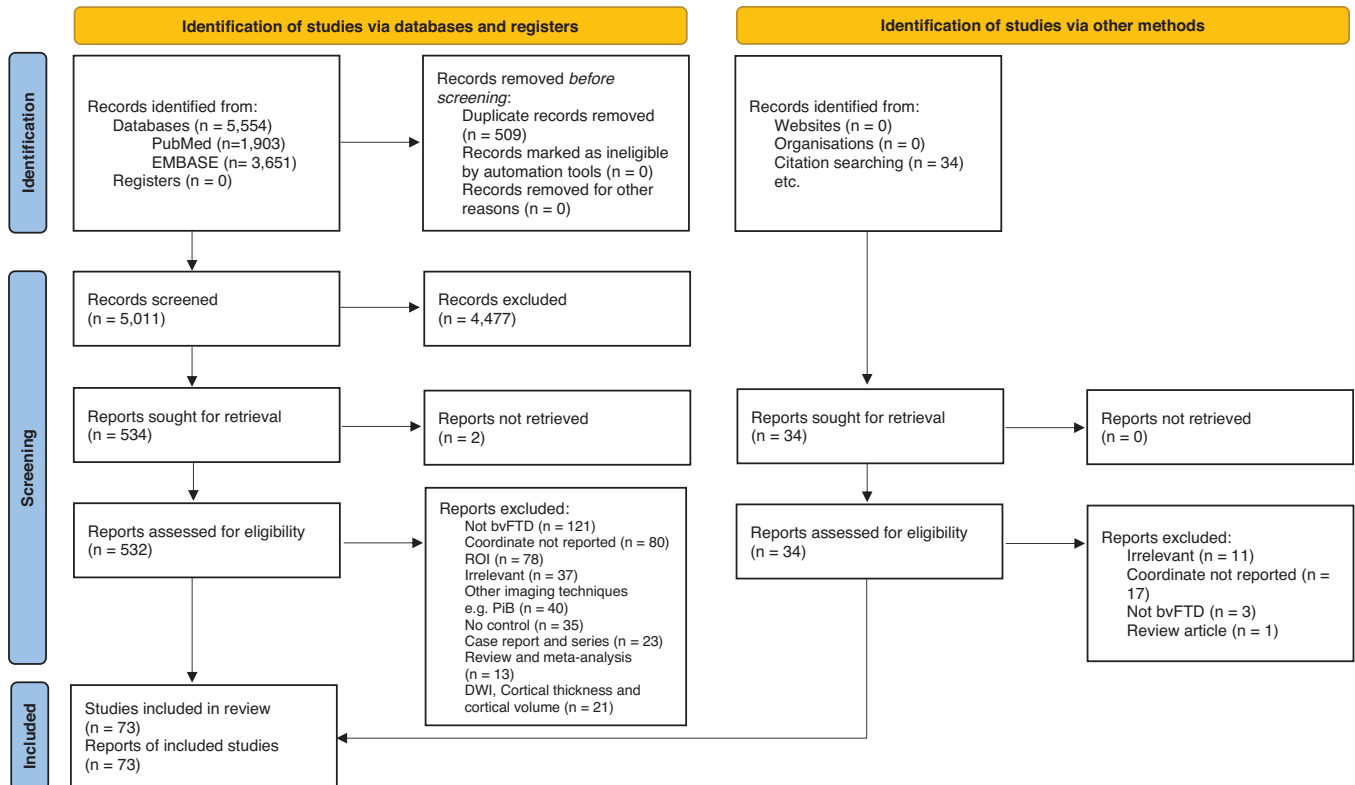 Identification of studies via databases and registers
Identification of studies via other methods
Identification
Records identified from:
Databases (n = 5,554)
PubMed (n=1,903)
EMBASE (n= 3,651)
Registers (n = 0)
Records removed before
screening:
Duplicate records removed
(n = 509)
Records marked as ineligible
by automation tools (n = 0)
Records removed for other
reasons (n = 0)
Records identified from:
Websites (n = 0)
Organisations (n = 0)
Citation searching (n = 34)
etc.
Screening
Records screened
(n = 5,011)
Records excluded
(n = 4,477)
Reports sought for retrieval
(n = 534)
Reports not retrieved
(n = 2)
Reports sought for retrieval
(n = 34)
Reports not retrieved
(n = 0)
Reports assessed for eligibility
(n = 532)
Reports excluded:
Not bvFTD (n = 121)
Coordinate not reported (n = 80)
ROI (n = 78)
Irrelevant (n = 37)
Other imaging techniques
e.g. PiB (n = 40)
No control (n = 35)
Case report and series (n = 23)
Review and meta-analysis
(n = 13)
DWI, Cortical thickness and
cortical volume (n = 21)
Reports assessed for eligibility
(n = 34)
Reports excluded:
Irrelevant (n = 11)
Coordinate not reported (n =
17)
Not bvFTD (n = 3)
Review article (n = 1)
Included
Studies included in review
(n = 73)
Reports of included studies
(n = 73)